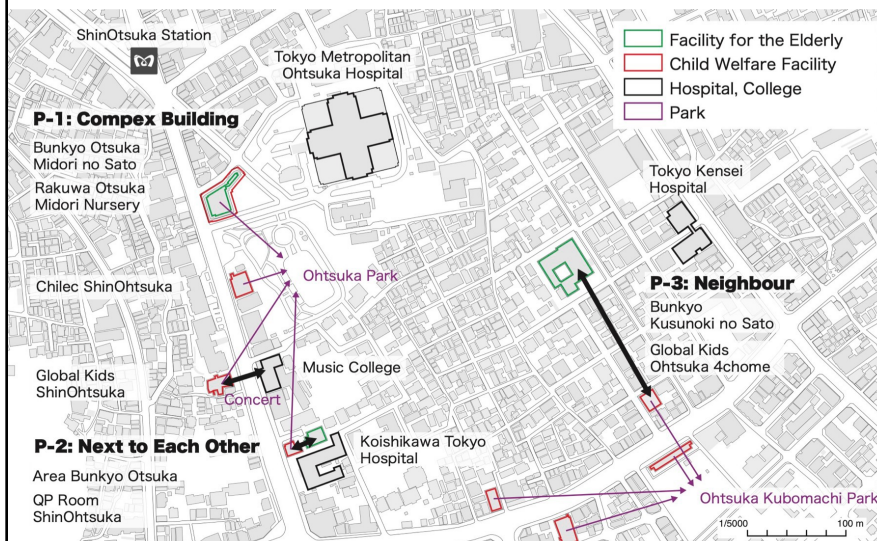 ShinOtsuka Station
Tokyo Metropolitan
Ohtsuka Hospital
Facility for the Elderly
Child Welfare Facility
Hospital, College
Park
P-1: Compex Building
Bunkyo Otsuka
Midori no Sato
Rakuwa Otsuka
Midori Nursery
Tokyo Kensei
Hospital
Chilec ShinOhtsuka
Ohtsuka Park
P-3: Neighbour
Bunkyo
Kusunoki no Sato
Global Kids
Ohtsuka 4chome
Global Kids
ShinOhtsuka
Music College
Concert
P-2: Next to Each Other
Area Bunkyo Otsuka
QP Room
ShinOhtsuka
Koishikawa Tokyo
Hospital
Ohtsuka Kubomachi Park
1/5000
100 m